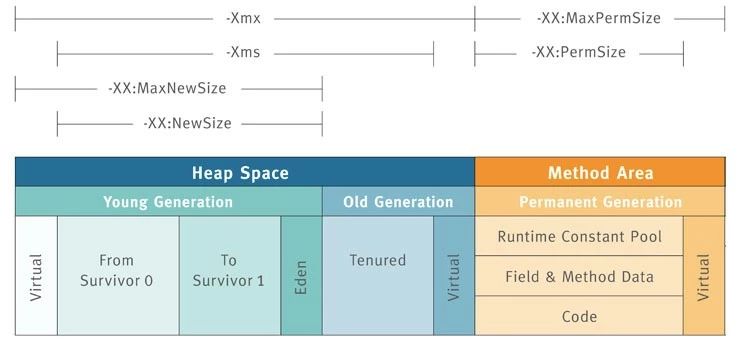 -Xmx
-XX:MaxPermSize
-Xms
-XX:PermSize
-XX:MaxNewSize
-XX:NewSize
Heap Space
Method Area
Young Generation
Old Generation
Permanent Generation
Virtual
From
Survivor 0
To
Survivor 1
Eden
Tenured
Virtual
Runtime Constant Pool
Field & Method Data
Code
Virtual